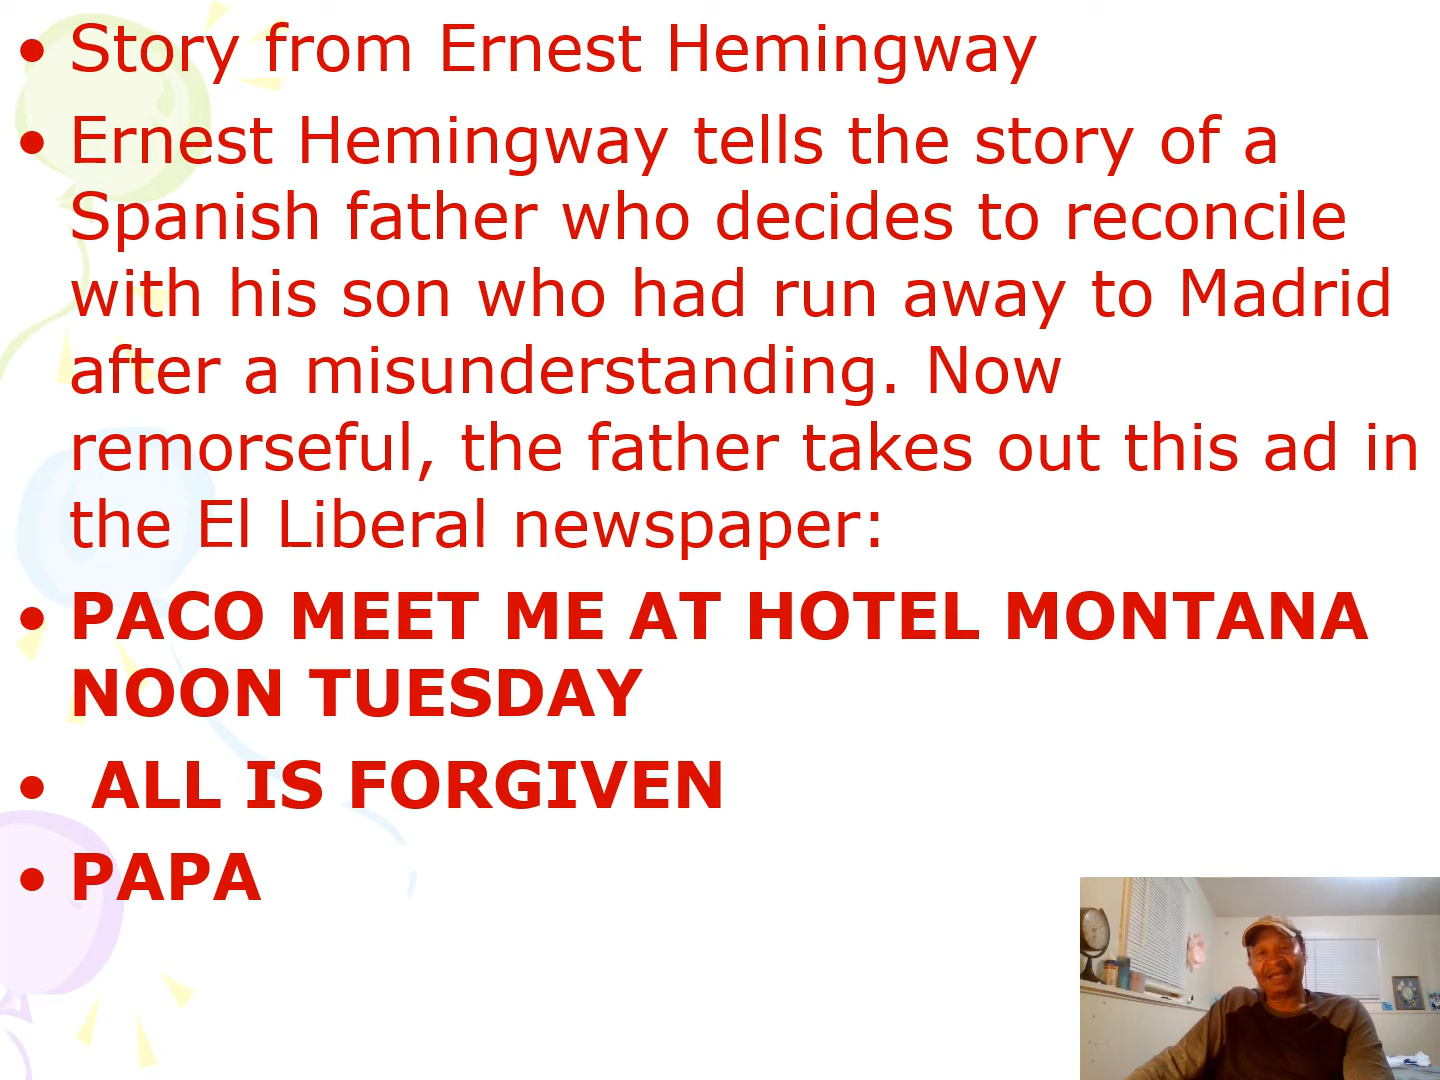 • Story from Ernest Hemingway
• Ernest Hemingway tells the story of a
Spanish father who decides to reconcile
with his son who had run away to Madrid
after a misunderstanding. Now
remorseful, the father takes out this ad in
the El Liberal newspaper:
• PACO MEET ME AT HOTEL MONTANA
NOON TUESDAY
• ALL IS FORGIVEN
• PAPA